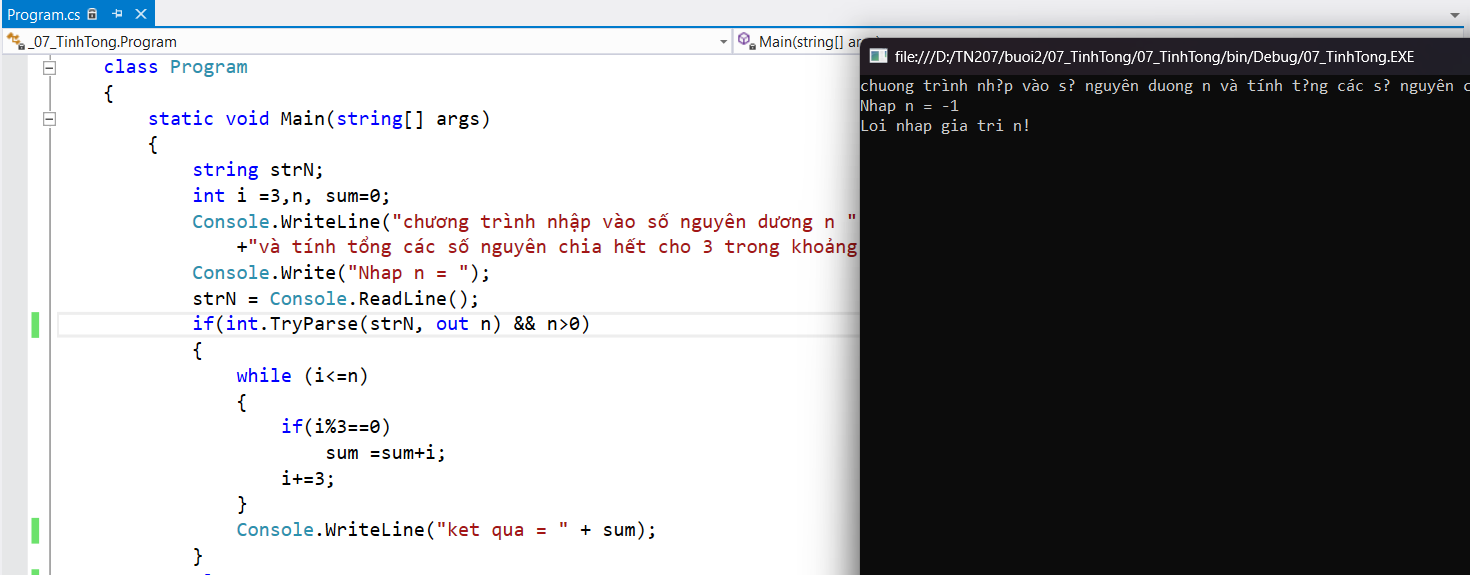 Program.cs
_07_TinhTong.Program
Main(string[]
class Program
{
static void Main(string[] args)
{
string strN;
int i =3,n, sum=0;
Console.WriteLine("chương trình nhập vào số nguyên dương n "
+"và tính tổng các số nguyên chia hết cho 3 trong khoảng
Console.Write("Nhap n = ");
strN = Console.ReadLine();
if(int.TryParse(strN, out n) && n>0)
{
while (i<=n)
{
if(i%3==0)
sum =sum+i;
i+=3;
}
Console.WriteLine("ket qua = " + sum);
}
file:///D:/TN207/buoi2/07_TinhTong/07_TinhTong/bin/Debug/07_TinhTong.EXE
chuong trình nh?p vào s? nguyên duong n và tính t?ng các s? nguyên c
Nhap n = -1
Loi nhap gia tri n!